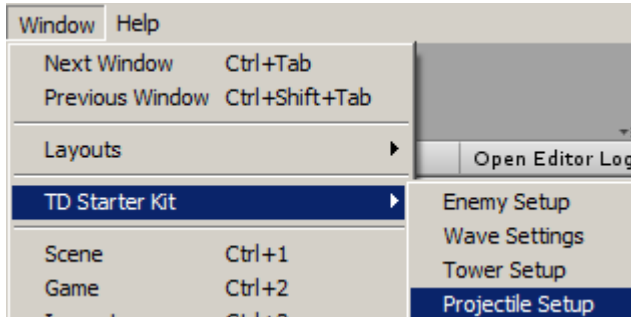 Window Help
Next Window Ctrl+Tab
Previous Window Ctrl+Shift+Tab
Layouts
Open Editor Log
TD Starter Kit
Enemy Setup
Wave Settings
Scene Ctrl+1
Tower Setup
Game Ctrl+2
Projectile Setup